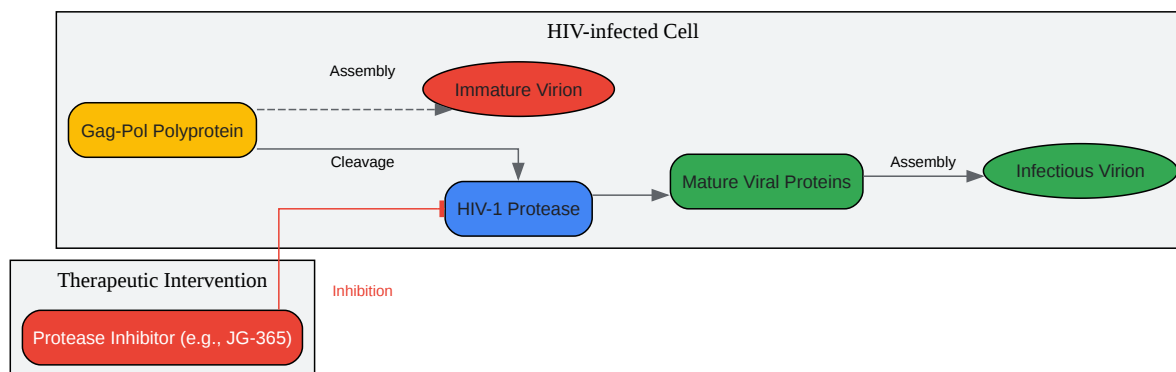 HIV-infected Cell
Assembly
Immature Virion
Gag-Pol Polyprotein
Cleavage
Assembly
Infectious Virion
Mature Viral Proteins
HIV-1 Protease
Therapeutic Intervention
Inhibition
Protease Inhibitor (e.g., JG-365)